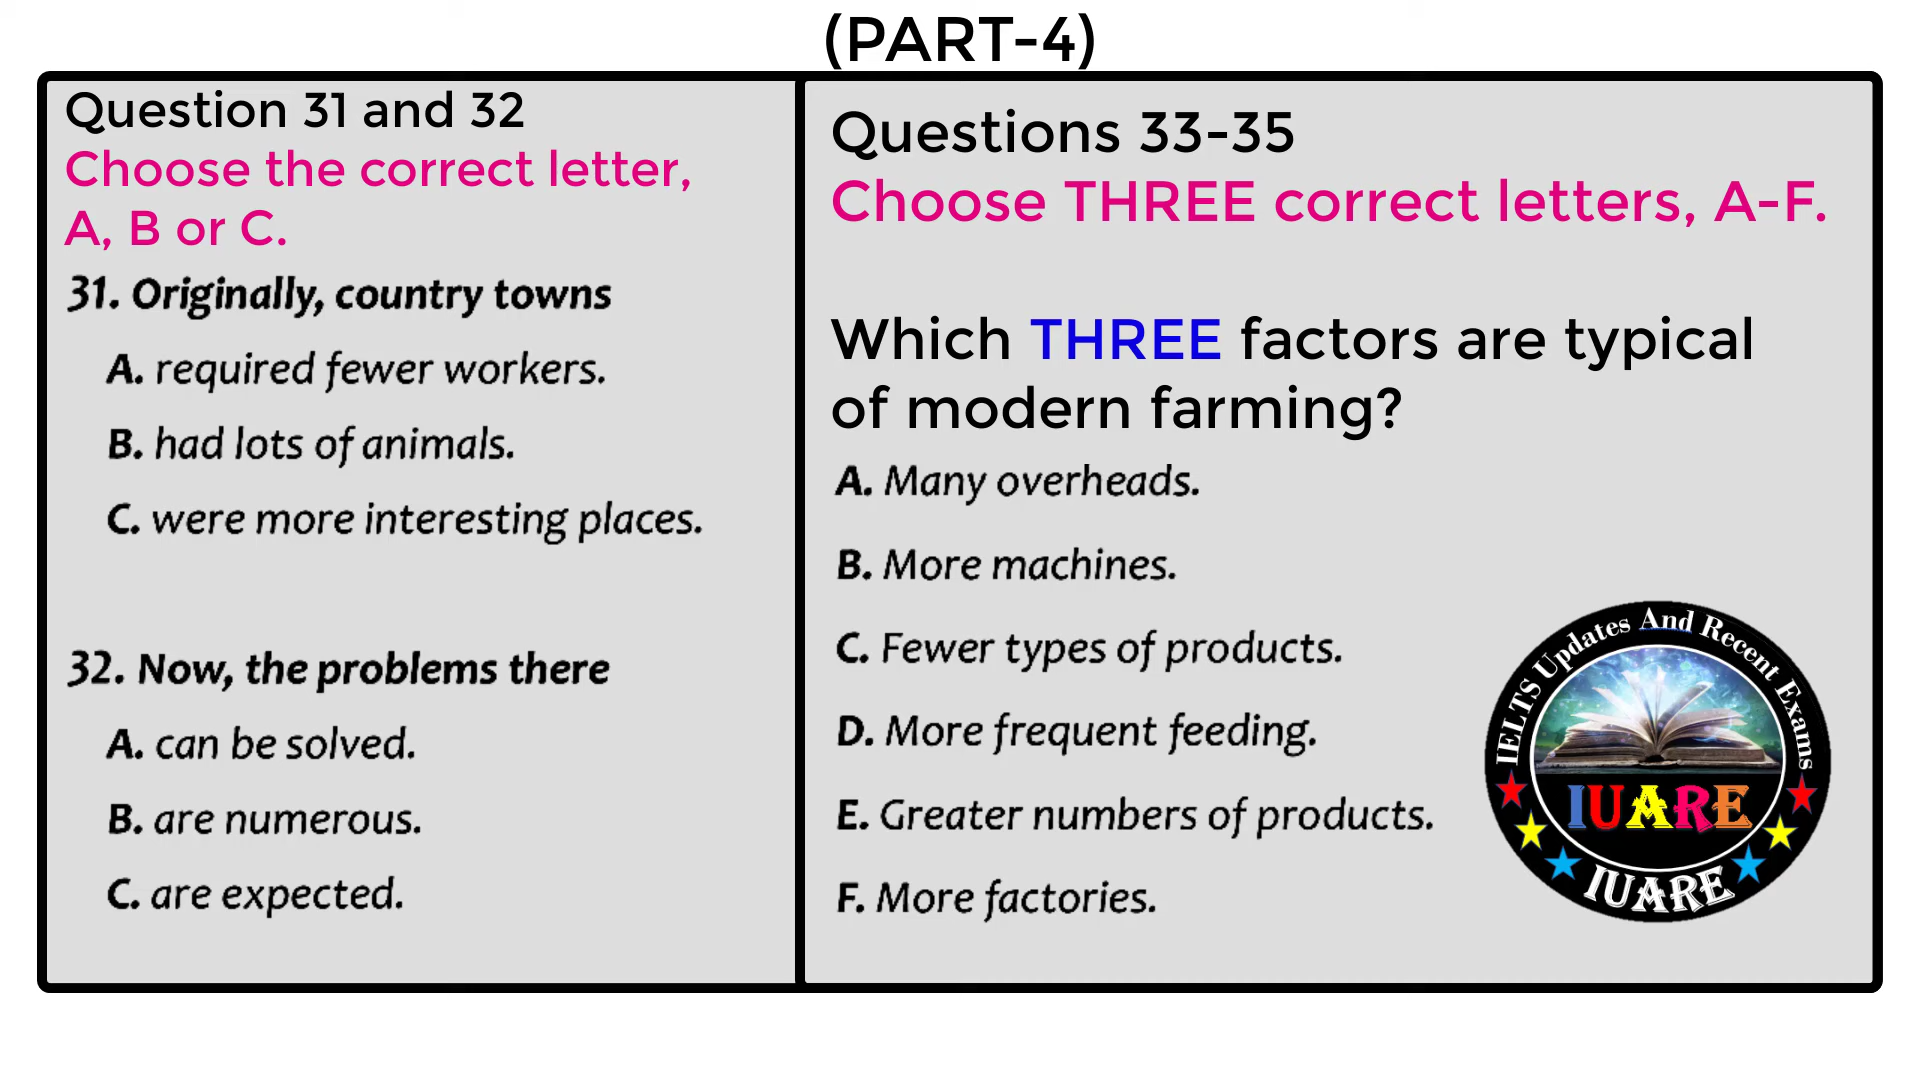 (PART-4)
Question 31 and 32
Choose the correct letter,
A, B or C.
31. Originally, country towns
A. required fewer workers.
B. had lots of animals.
C. were more interesting places.
32. Now, the problems there
A. can be solved.
B. are numerous.
C. are expected.
Questions 33-35
Choose THREE correct letters, A-F.
Which THREE factors are typical
of modern farming?
A. Many overheads.
B. More machines.
C. Fewer types of products.
D. More frequent feeding.
E. Greater numbers of products.
F. More factories.
IELTS Updates And Recent Exams
IUARE
IUARE